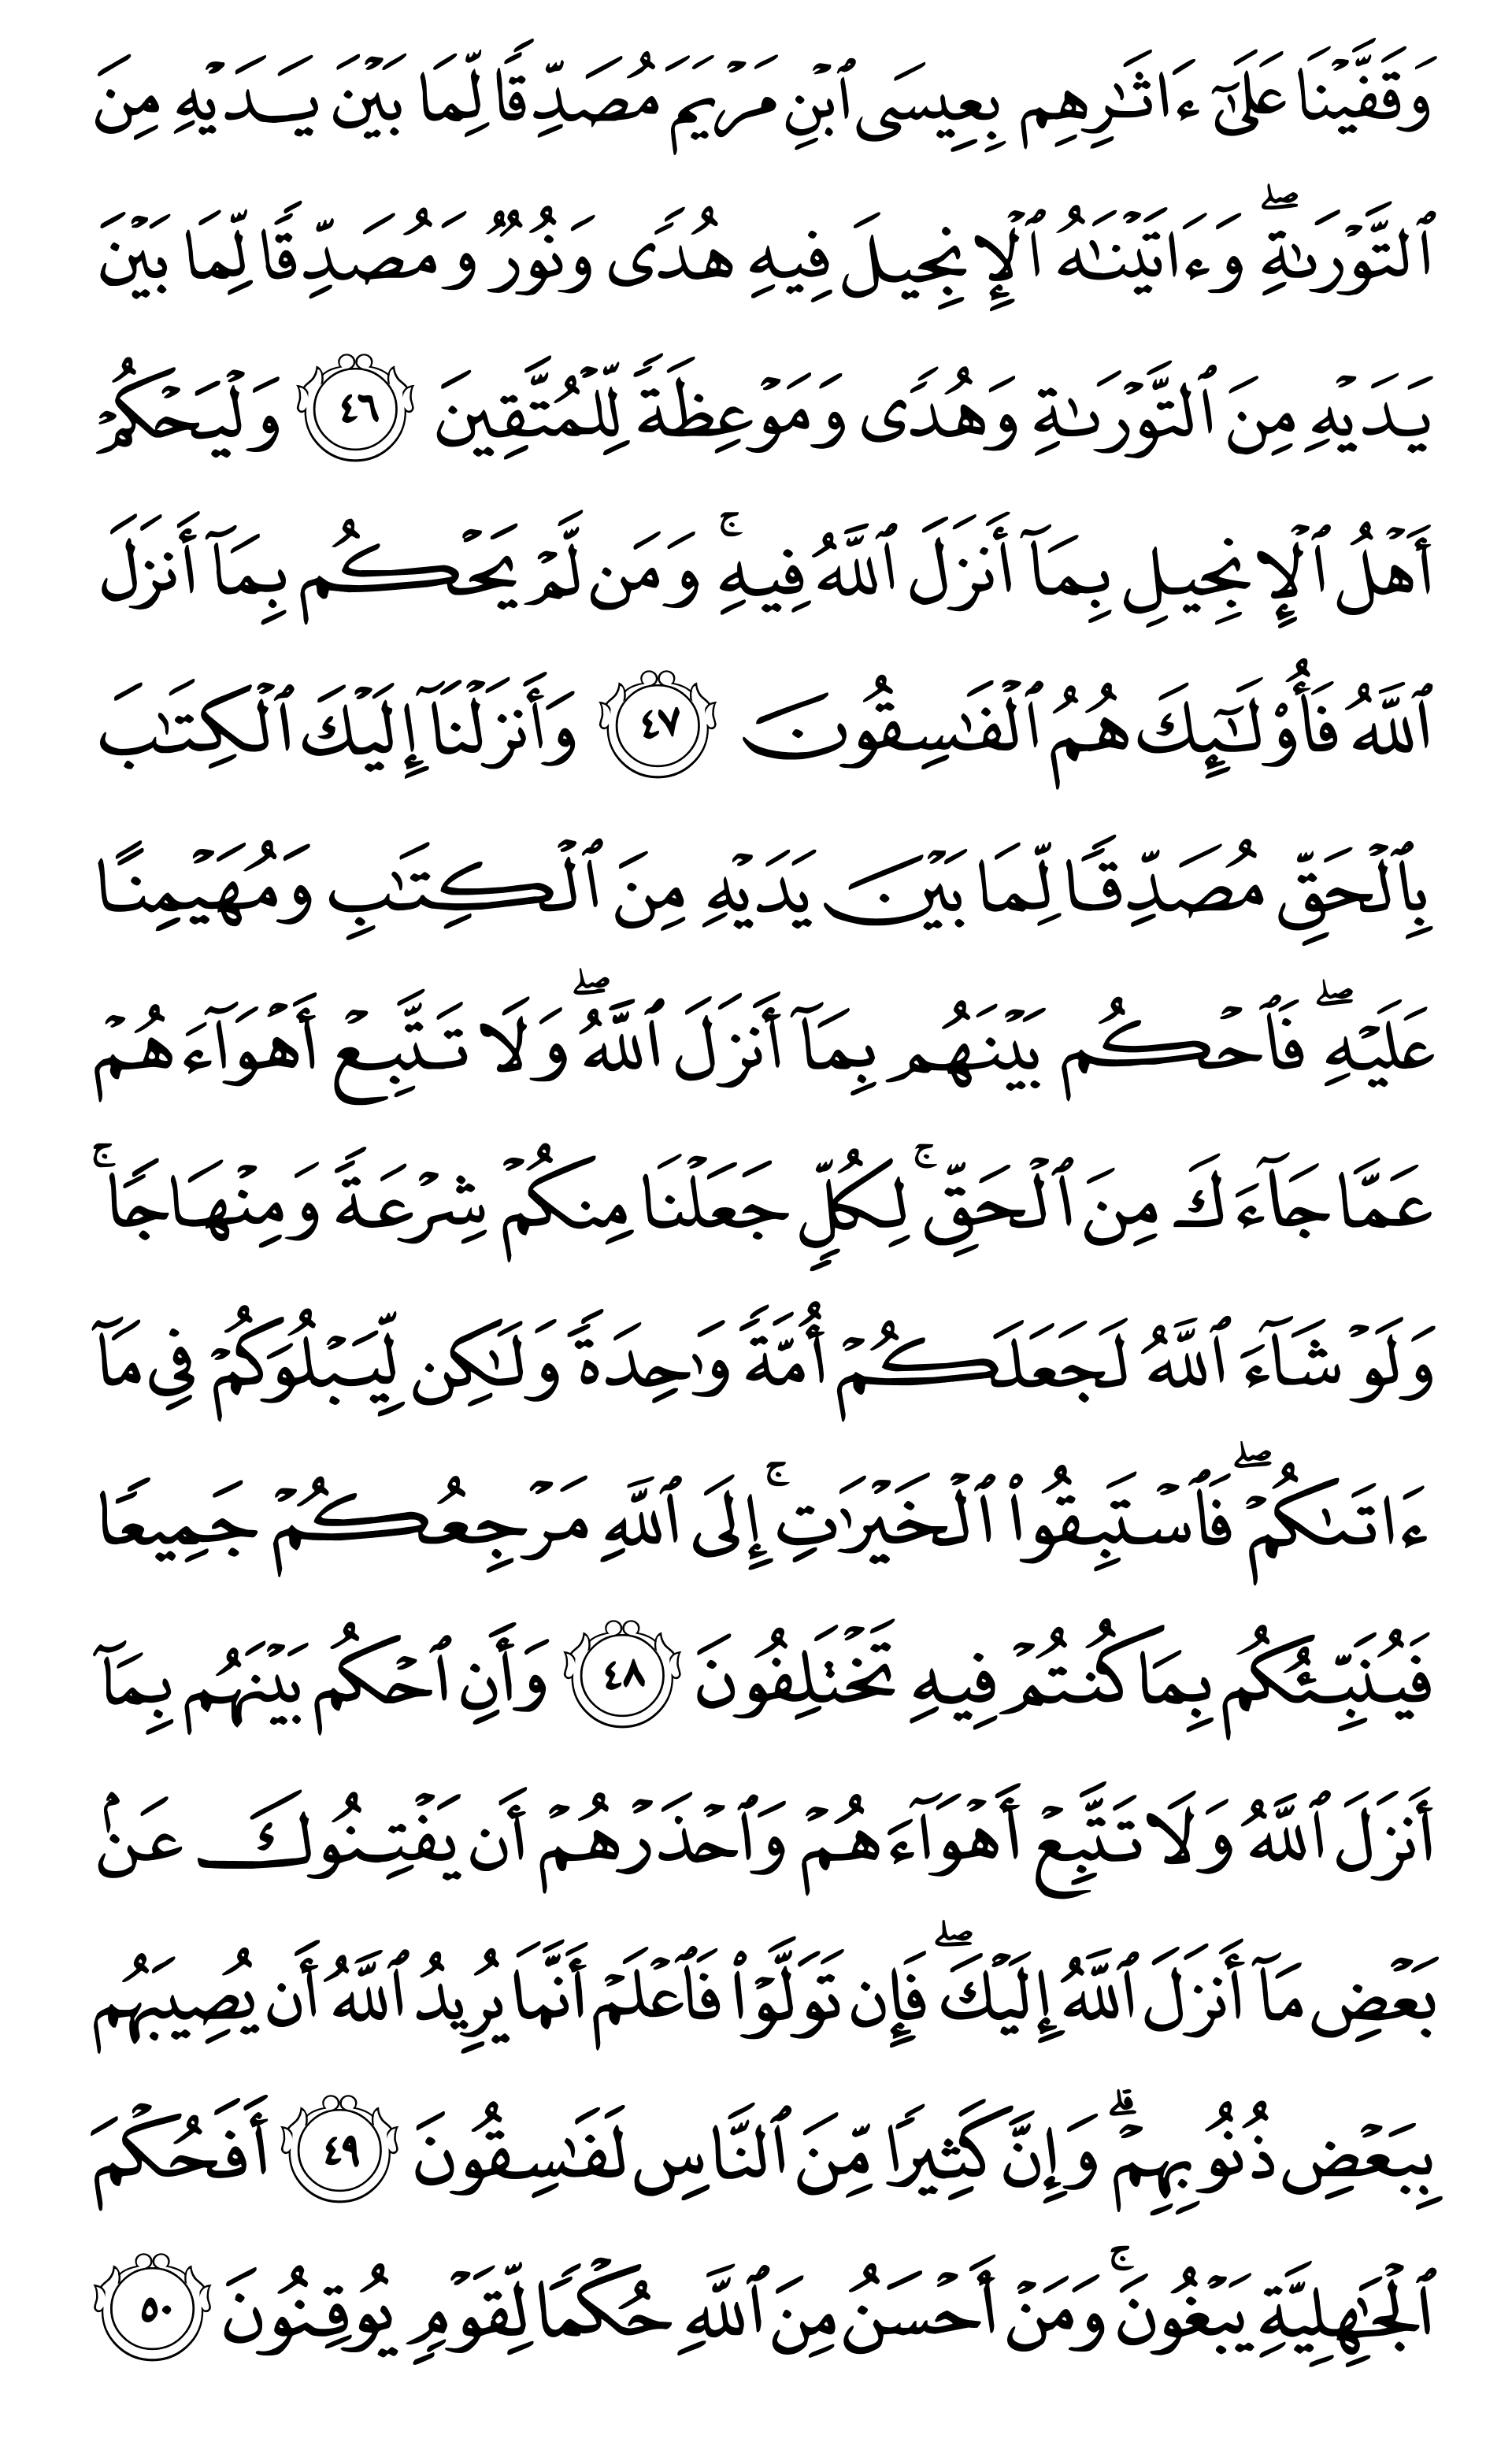 وَقَفَّيۡنَا عَلَىٰٓ ءَاثَٰرِهِم بِعِيسَى ٱبۡنِ مَرۡيَمَ مُصَدِّقٗا لِّمَا بَيۡنَ يَدَيۡهِ مِنَ
ٱلتَّوۡرَىٰةِۖ وَءَاتَيۡنَٰهُ ٱلۡإِنجِيلَ فِيهِ هُدٗى وَنُورٞ وَمُصَدِّقٗا لِّمَا بَيۡنَ
يَدَيۡهِ مِنَ ٱلتَّوۡرَىٰةِ وَهُدٗى وَمَوۡعِظَةٗ لِّلۡمُتَّقِينَ ٤٦ وَلۡيَحۡكُمۡ
أَهۡلُ ٱلۡإِنجِيلِ بِمَآ أَنزَلَ ٱللَّهُ فِيهِۚ وَمَن لَّمۡ يَحۡكُم بِمَآ أَنزَلَ
ٱللَّهُ فَأُوْلَٰٓئِكَ هُمُ ٱلۡفَٰسِقُونَ ٤٧ وَأَنزَلۡنَآ إِلَيۡكَ ٱلۡكِتَٰبَ
بِٱلۡحَقِّ مُصَدِّقٗا لِّمَا بَيۡنَ يَدَيۡهِ مِنَ ٱلۡكِتَٰبِ وَمُهَيۡمِنًا
عَلَيۡهِۖ فَٱحۡكُم بَيۡنَهُم بِمَآ أَنزَلَ ٱللَّهُۖ وَلَا تَتَّبِعۡ أَهۡوَآءَهُمۡ
عَمَّا جَآءَكَ مِنَ ٱلۡحَقِّۚ لِكُلّٖ جَعَلۡنَا مِنكُمۡ شِرۡعَةٗ وَمِنۡهَاجٗاۚ
وَلَوۡ شَآءَ ٱللَّهُ لَجَعَلَكُمۡ أُمَّةٗ وَٰحِدَةٗ وَلَٰكِن لِّيَبۡلُوَكُمۡ فِي مَآ
ءَاتَىٰكُمۡۖ فَٱسۡتَبِقُواْ ٱلۡخَيۡرَٰتِۚ إِلَى ٱللَّهِ مَرۡجِعُكُمۡ جَمِيعٗا
فَيُنَبِّئُكُم بِمَا كُنتُمۡ فِيهِ تَخۡتَلِفُونَ ٤٨ وَأَنِ ٱحۡكُم بَيۡنَهُم بِمَآ
أَنزَلَ ٱللَّهُ وَلَا تَتَّبِعۡ أَهۡوَآءَهُمۡ وَٱحۡذَرۡهُمۡ أَن يَفۡتِنُوكَ عَنۢ
بَعۡضِ مَآ أَنزَلَ ٱللَّهُ إِلَيۡكَۖ فَإِن تَوَلَّوۡاْ فَٱعۡلَمۡ أَنَّمَا يُرِيدُ ٱللَّهُ أَن يُصِيبَهُم
بِبَعۡضِ ذُنُوبِهِمۡۗ وَإِنَّ كَثِيرٗا مِّنَ ٱلنَّاسِ لَفَٰسِقُونَ ٤٩ أَفَحُكۡمَ
ٱلۡجَٰهِلِيَّةِ يَبۡغُونَۚ وَمَنۡ أَحۡسَنُ مِنَ ٱللَّهِ حُكۡمٗا لِّقَوۡمٖ يُوقِنُونَ ٥٠